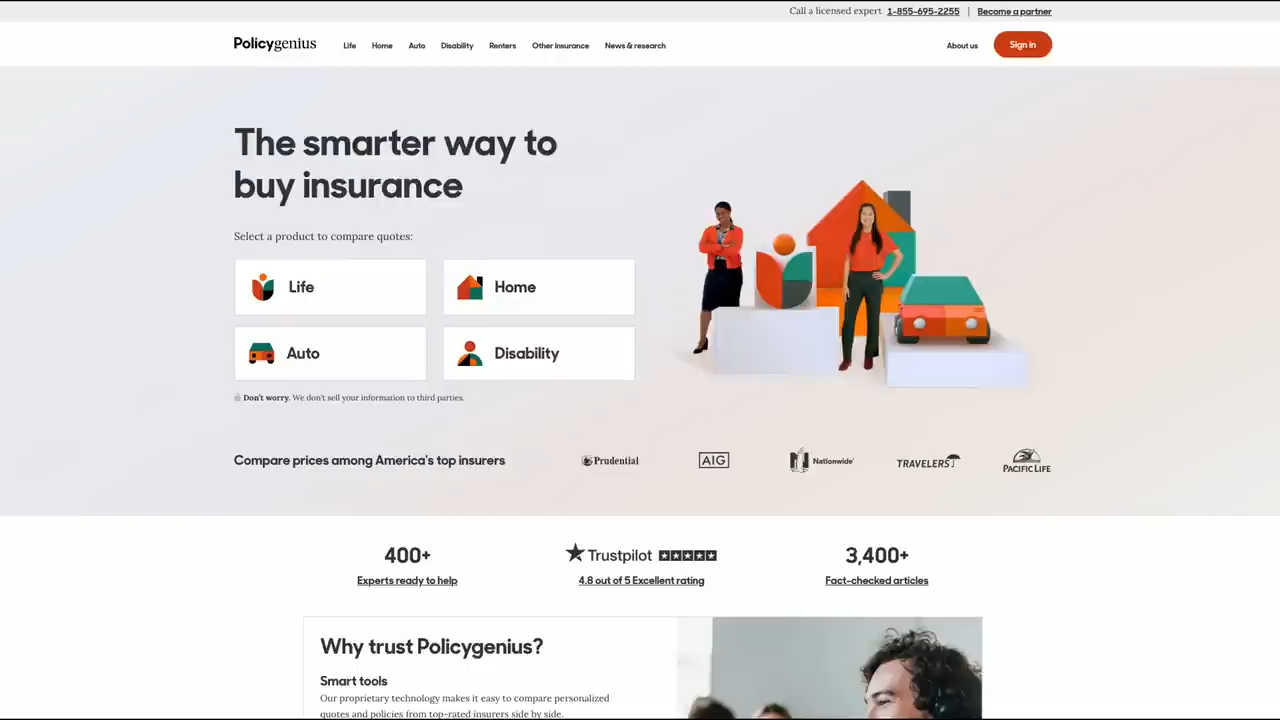 Call a licensed expert 1-855-695-2255 | Become a partner
Policygenius Life Home Auto Disability Renters Other insurance News & research About us Sign in
The smarter way to
buy insurance
Select a product to compare quotes:
Life Home
Auto Disability
Don't worry. We don't sell your information to third parties.
Compare prices among America's top insurers Prudential AIG Nationwide TRAVELERS PACIFIC LIFE
400+ Trustpilot 3,400+
Experts ready to help 4.8 out of 5 Excellent rating Fact-checked articles
Why trust Policygenius?
Smart tools
Our proprietary technology makes it easy to compare personalized
quotes and policies from top-rated insurers side by side.